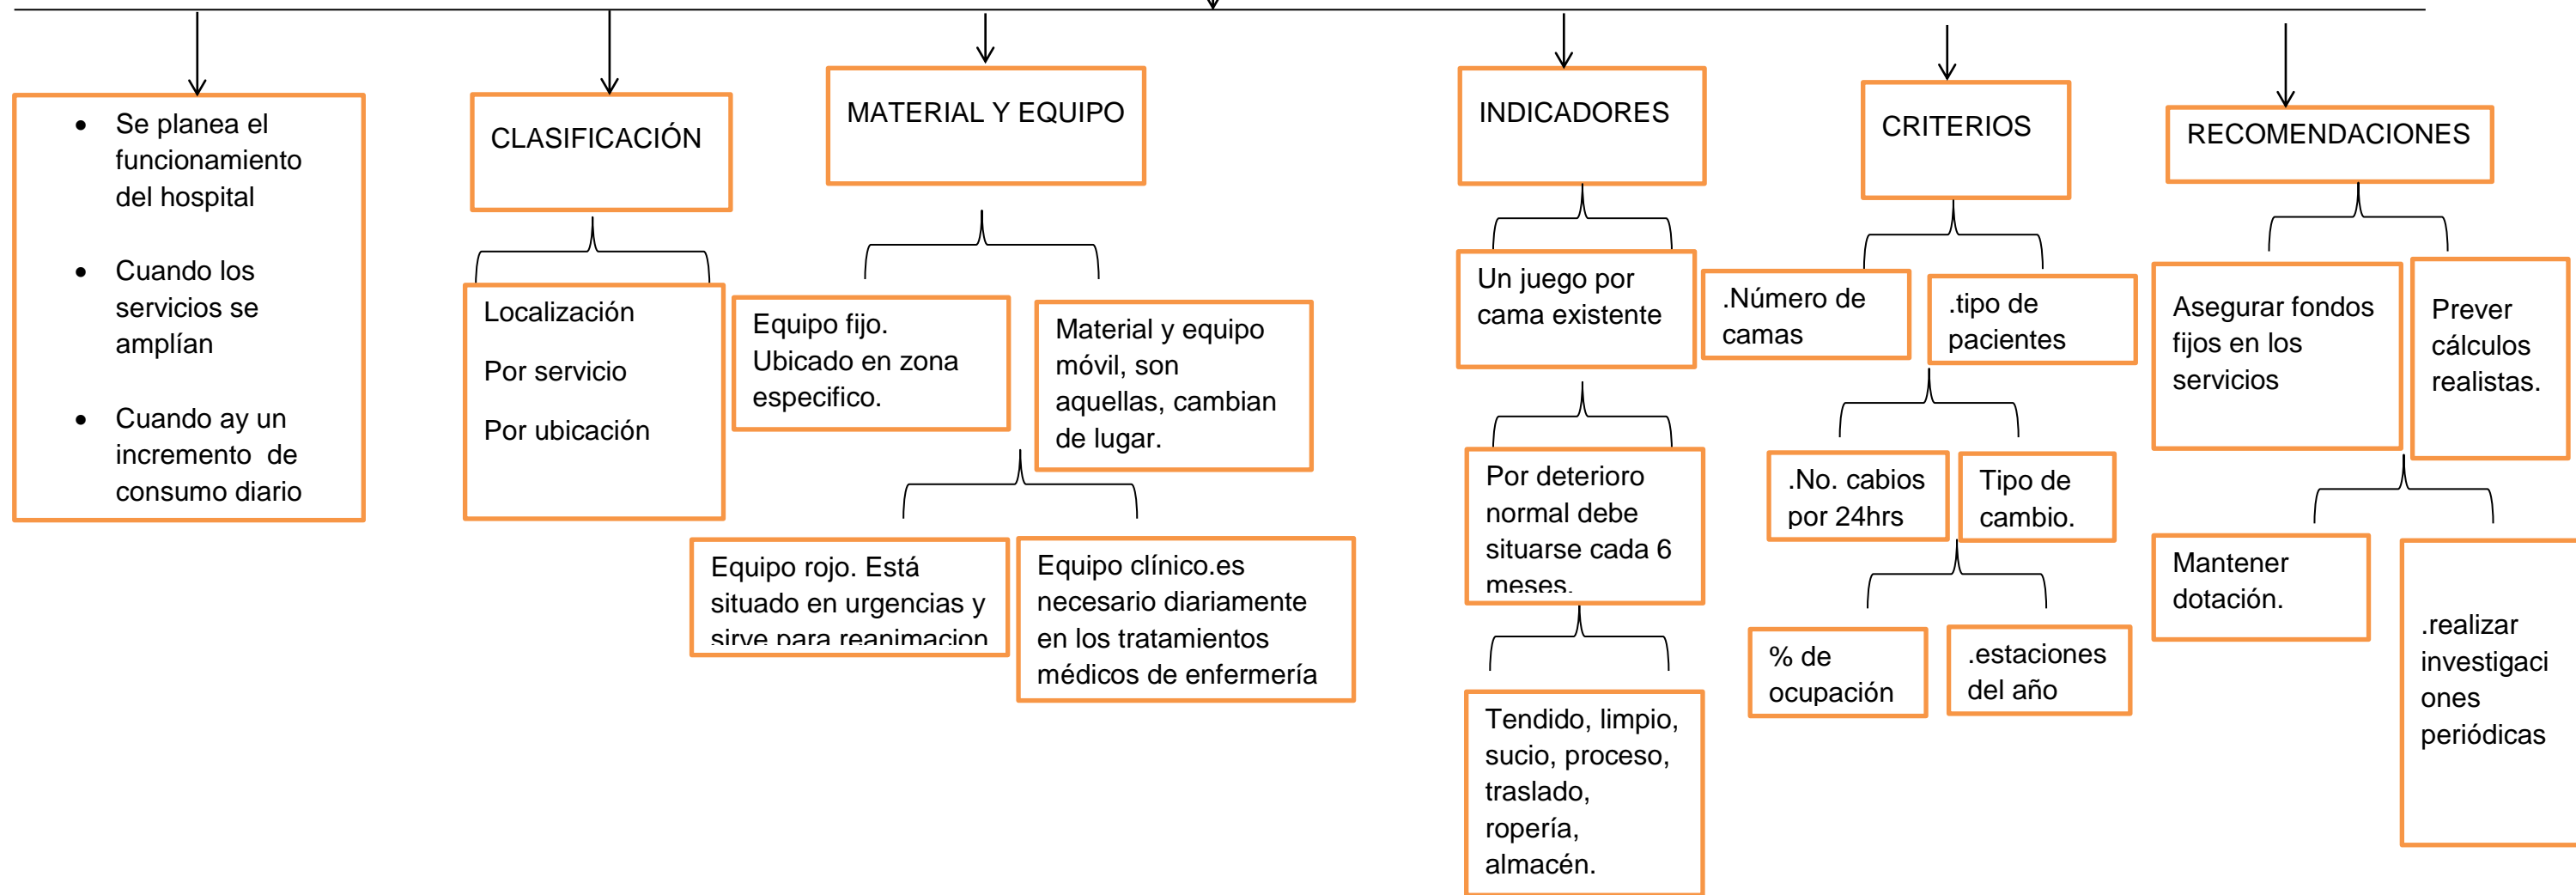 • Se planea el
funcionamiento
del hospital
• Cuando los
servicios se
amplían
• Cuando ay un
incremento de
consumo diario
CLASIFICACIÓN
Localización
Por servicio
Por ubicación
MATERIAL Y EQUIPO
Equipo fijo.
Ubicado en zona
especifico.
Material y equipo
móvil, son
aquellas, cambian
de lugar.
Equipo rojo. Está
situado en urgencias y
sirve para reanimacion
Equipo clínico.es
necesario diariamente
en los tratamientos
médicos de enfermería
INDICADORES
Un juego por
cama existente
Por deterioro
normal debe
situarse cada 6
meses.
Tendido, limpio,
sucio, proceso,
traslado,
ropería,
almacén.
CRITERIOS
.Número de
camas
.tipo de
pacientes
.No. cabios
por 24hrs
Tipo de
cambio.
% de
ocupación
.estaciones
del año
RECOMENDACIONES
Asegurar fondos
fijos en los
servicios
Prever
cálculos
realistas.
Mantener
dotación.
.realizar
investigaci
ones
periódicas